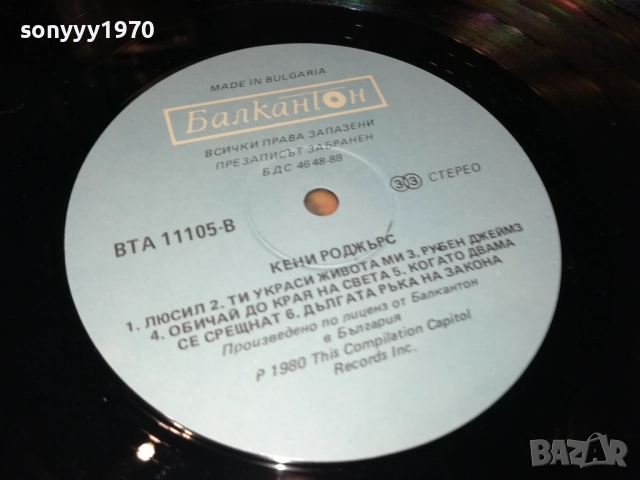 sonyyy1970
MADE IN BULGARIA
БалканТон
ВСИЧКИ ПРАВА ЗАПАЗЕНИ
ПРЕЗАПИСЪТ ЗАБРАНЕН
БДС 4648-88
33 СТЕРЕО
ВТА 11105-В
КЕНИ РОДЖЪРС
1. ЛЮСИЛ 2. ТИ УКРАСИ ЖИВОТА МИ 3. РУБЕН ДЖЕЙМЗ
4. ОБИЧАЙ ДО КРАЯ НА СВЕТА 5. КОГАТО ДВАМА
СЕ СРЕЩНАТ 6. ДЪЛГАТА РЪКА НА ЗАКОНА
Произведено по лиценз от Балкантон
в България
℗ 1980 This Compilation Capitol
Records Inc.
BAZAR